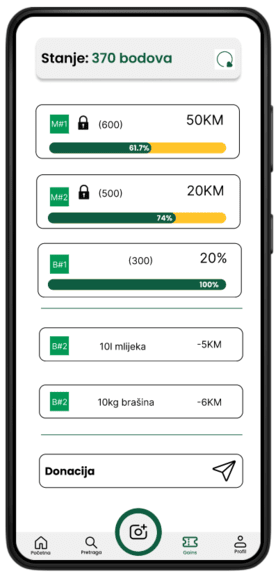 Stanje: 370 bodova
M#1 (600) 50KM
61.7%
M#2 (500) 20KM
74%
B#1 (300) 20%
100%
B#2 10l mlijeka -5KM
B#2 10kg brašina -6KM
Donacija
Početna Pretraga Gains Profil